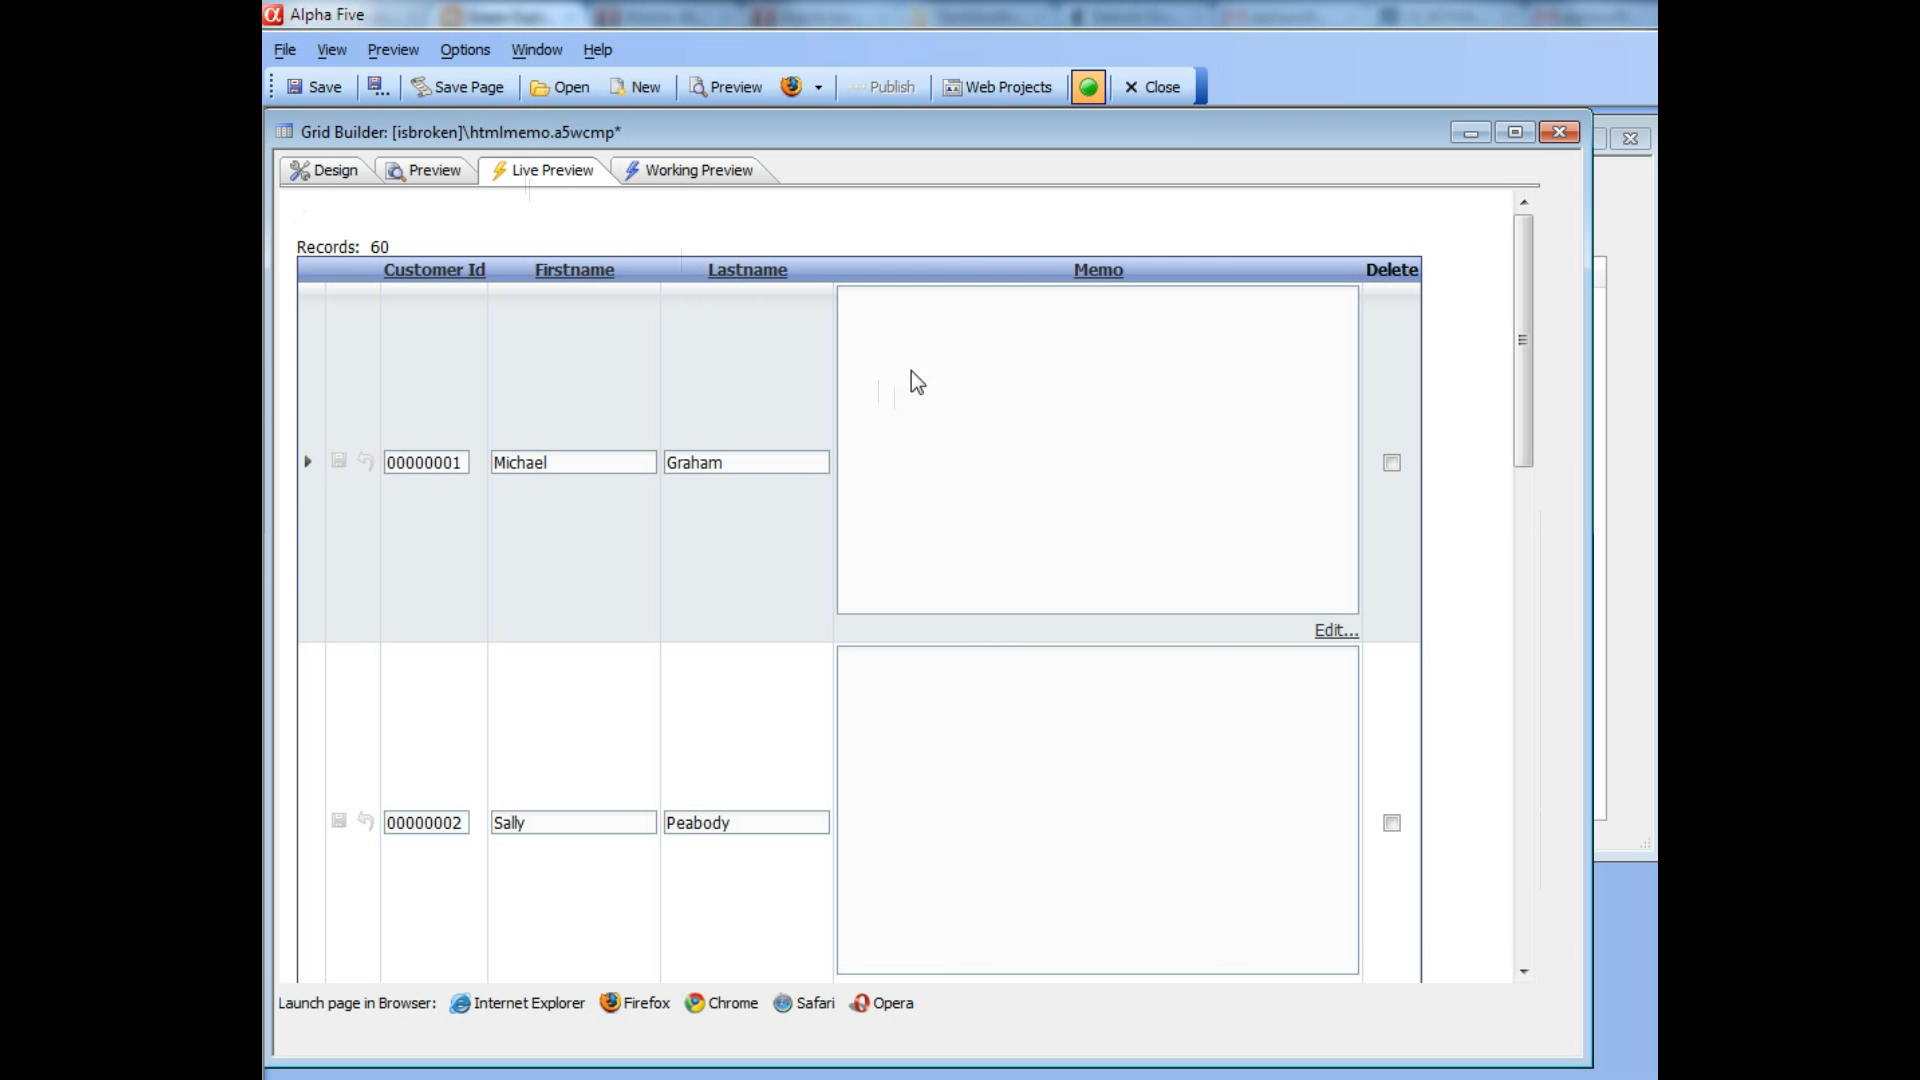 Alpha Five
File View Preview Options Window Help
Save Save Page Open New Preview Publish Web Projects Close
Grid Builder: [isbroken]\htmlmemo.a5wcmp*
Design Preview Live Preview Working Preview
Records: 60
Customer Id Firstname Lastname Memo Delete
00000001 Michael Graham
Edit...
00000002 Sally Peabody
Launch page in Browser: Internet Explorer Firefox Chrome Safari Opera